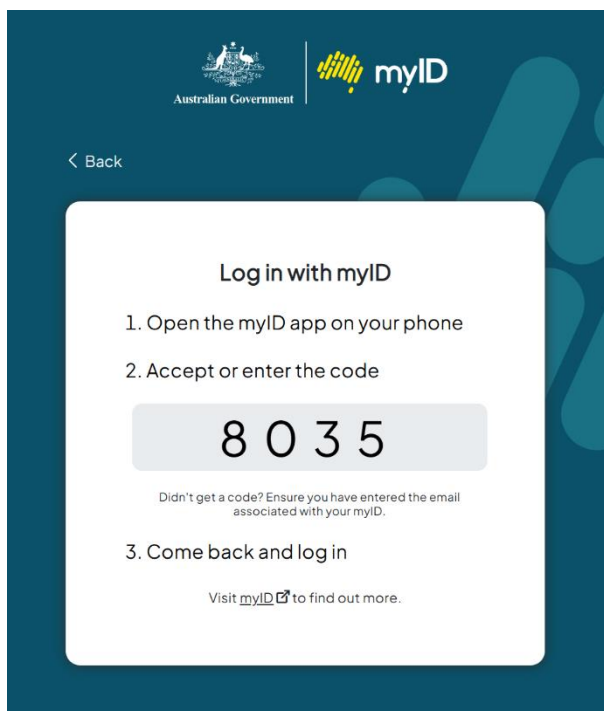 Australian Government
myID
Back
Log in with myID
1. Open the myID app on your phone
2. Accept or enter the code
8 0 3 5
Didn't get a code? Ensure you have entered the email
associated with your myID.
3. Come back and log in
Visit myID to find out more.